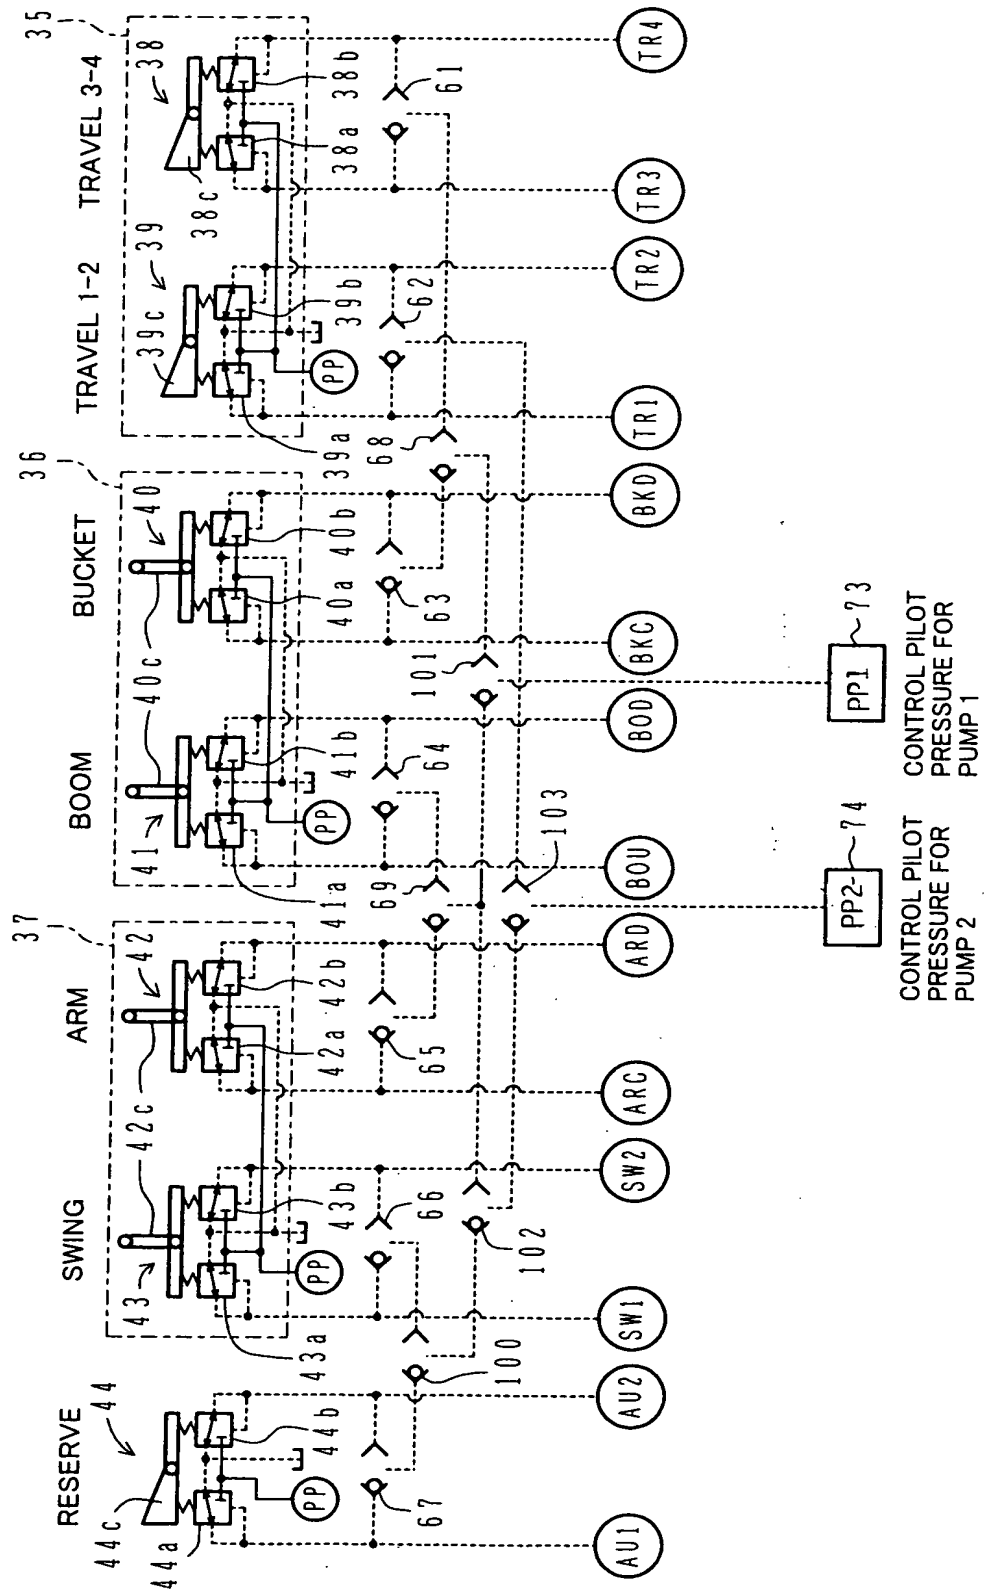 RESERVE
SWING
ARM
BOOM
BUCKET
TRAVEL 1-2
TRAVEL 3-4
37
36
35
44
44c
44a
44b
43
43a
43b
42c
42
42a
42b
41
41a
41b
40c
40
40a
40b
39c
39
39a
39b
38
38c
38a
38b
PP
PP
PP
PP
67
66
65
64
63
62
61
100
69
68
102
101
103
AU1
AU2
SW1
SW2
ARC
ARD
BOU
BOD
BKC
BKD
TR1
TR2
TR3
TR4
PP2
74
CONTROL PILOT
PRESSURE FOR
PUMP 2
PP1
73
CONTROL PILOT
PRESSURE FOR
PUMP 1